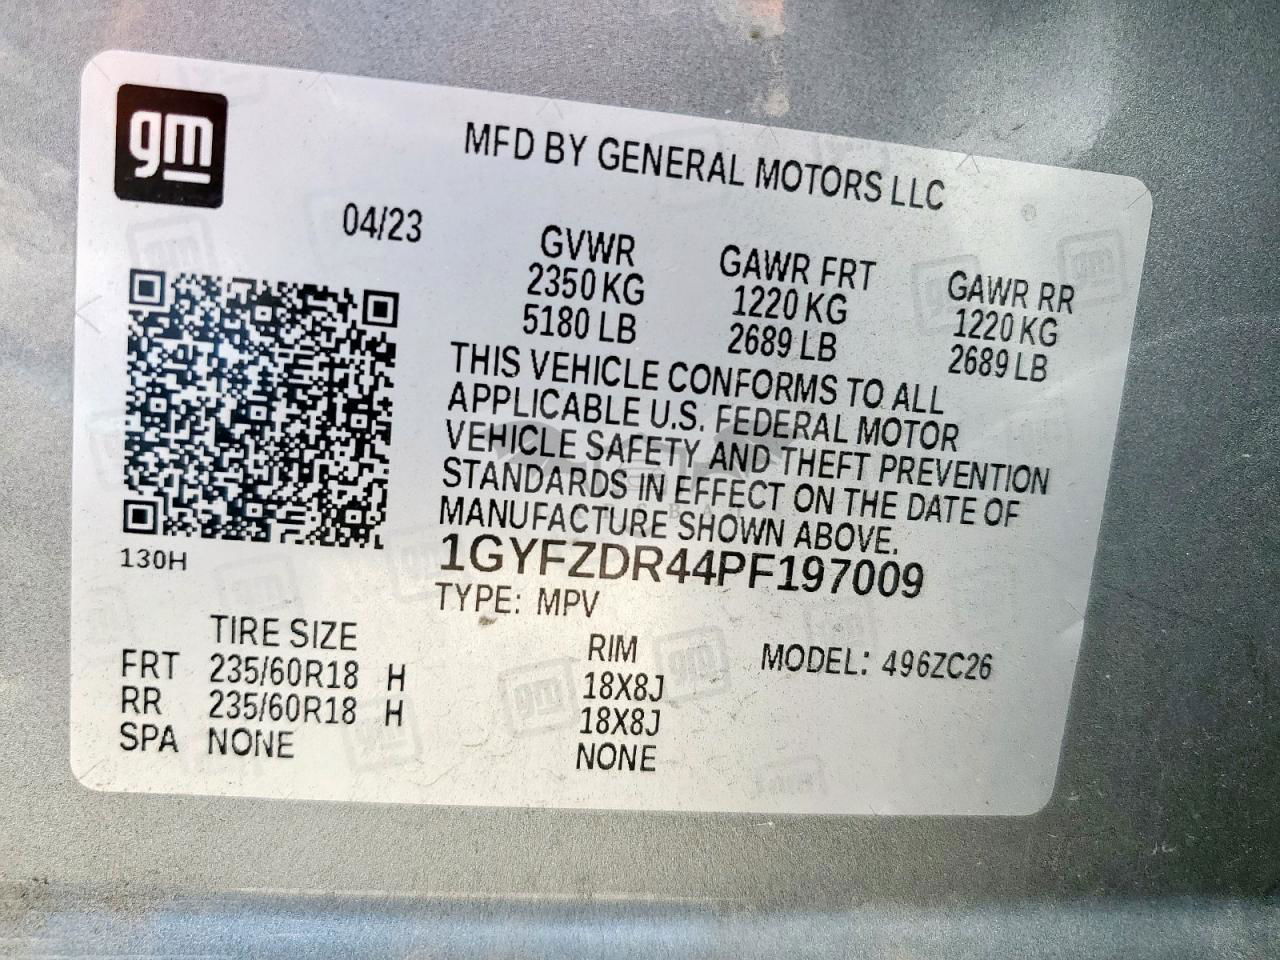 gm
MFD BY GENERAL MOTORS LLC
04/23
GVWR
2350 KG
5180 LB
GAWR FRT
1220 KG
2689 LB
GAWR RR
1220 KG
2689 LB
THIS VEHICLE CONFORMS TO ALL
APPLICABLE U.S. FEDERAL MOTOR
VEHICLE SAFETY AND THEFT PREVENTION
STANDARDS IN EFFECT ON THE DATE OF
MANUFACTURE SHOWN ABOVE.
130H
1GYFZDR44PF197009
TYPE: MPV
TIRE SIZE RIM MODEL: 496ZC26
FRT 235/60R18 H 18X8J
RR 235/60R18 H 18X8J
SPA NONE NONE